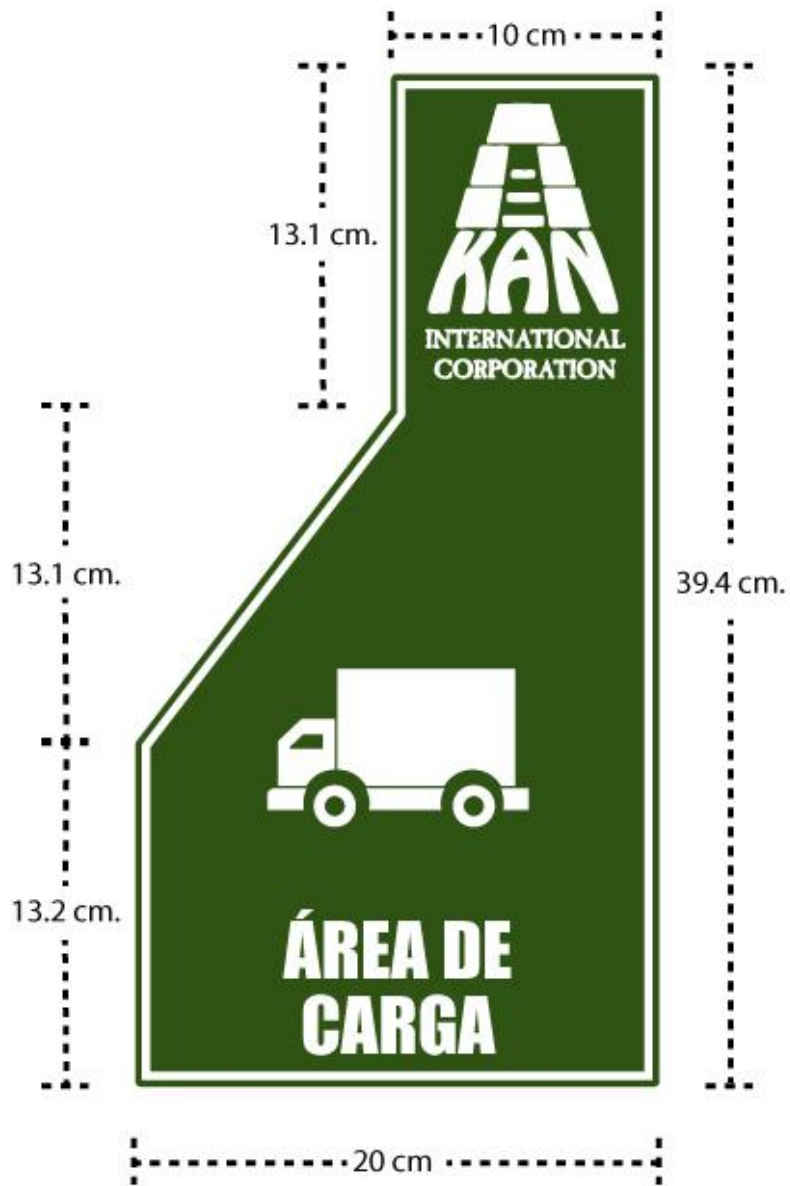 10 cm
13.1 cm.
KAN
INTERNATIONAL
CORPORATION
13.1 cm.
39.4 cm.
13.2 cm.
ÁREA DE
CARGA
20 cm